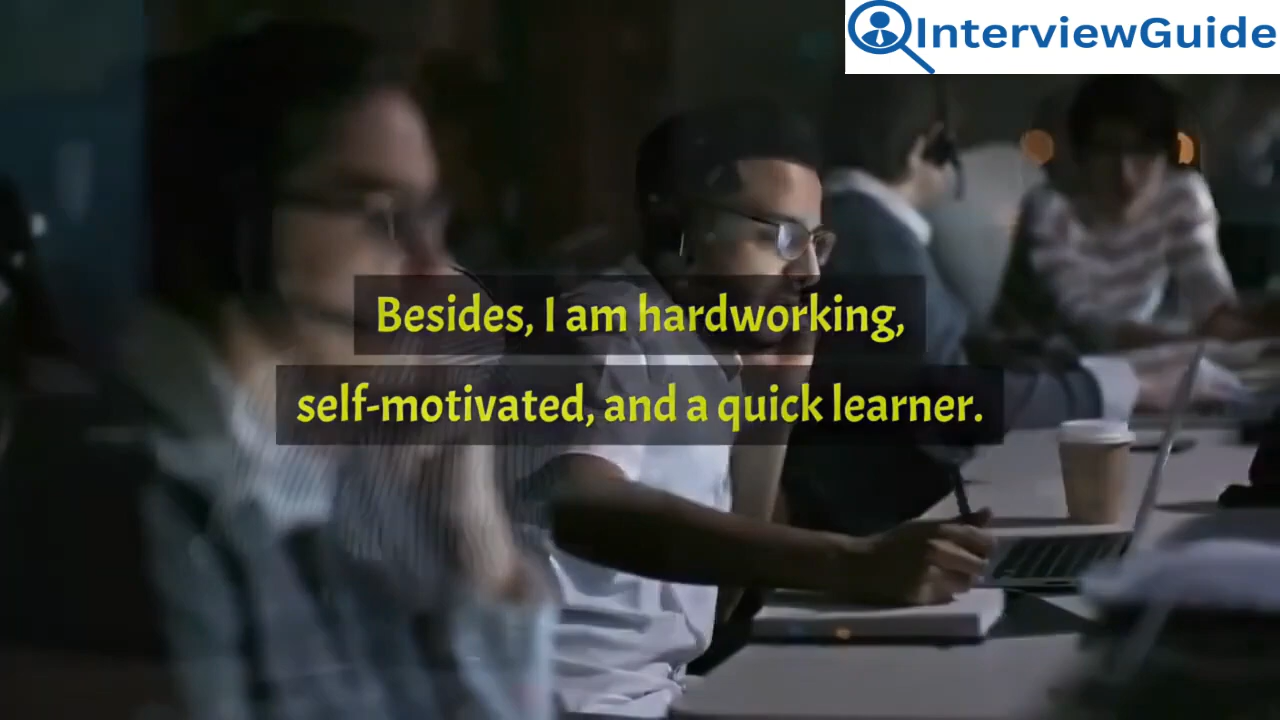 InterviewGuide
Besides, I am hardworking,
self-motivated, and a quick learner.